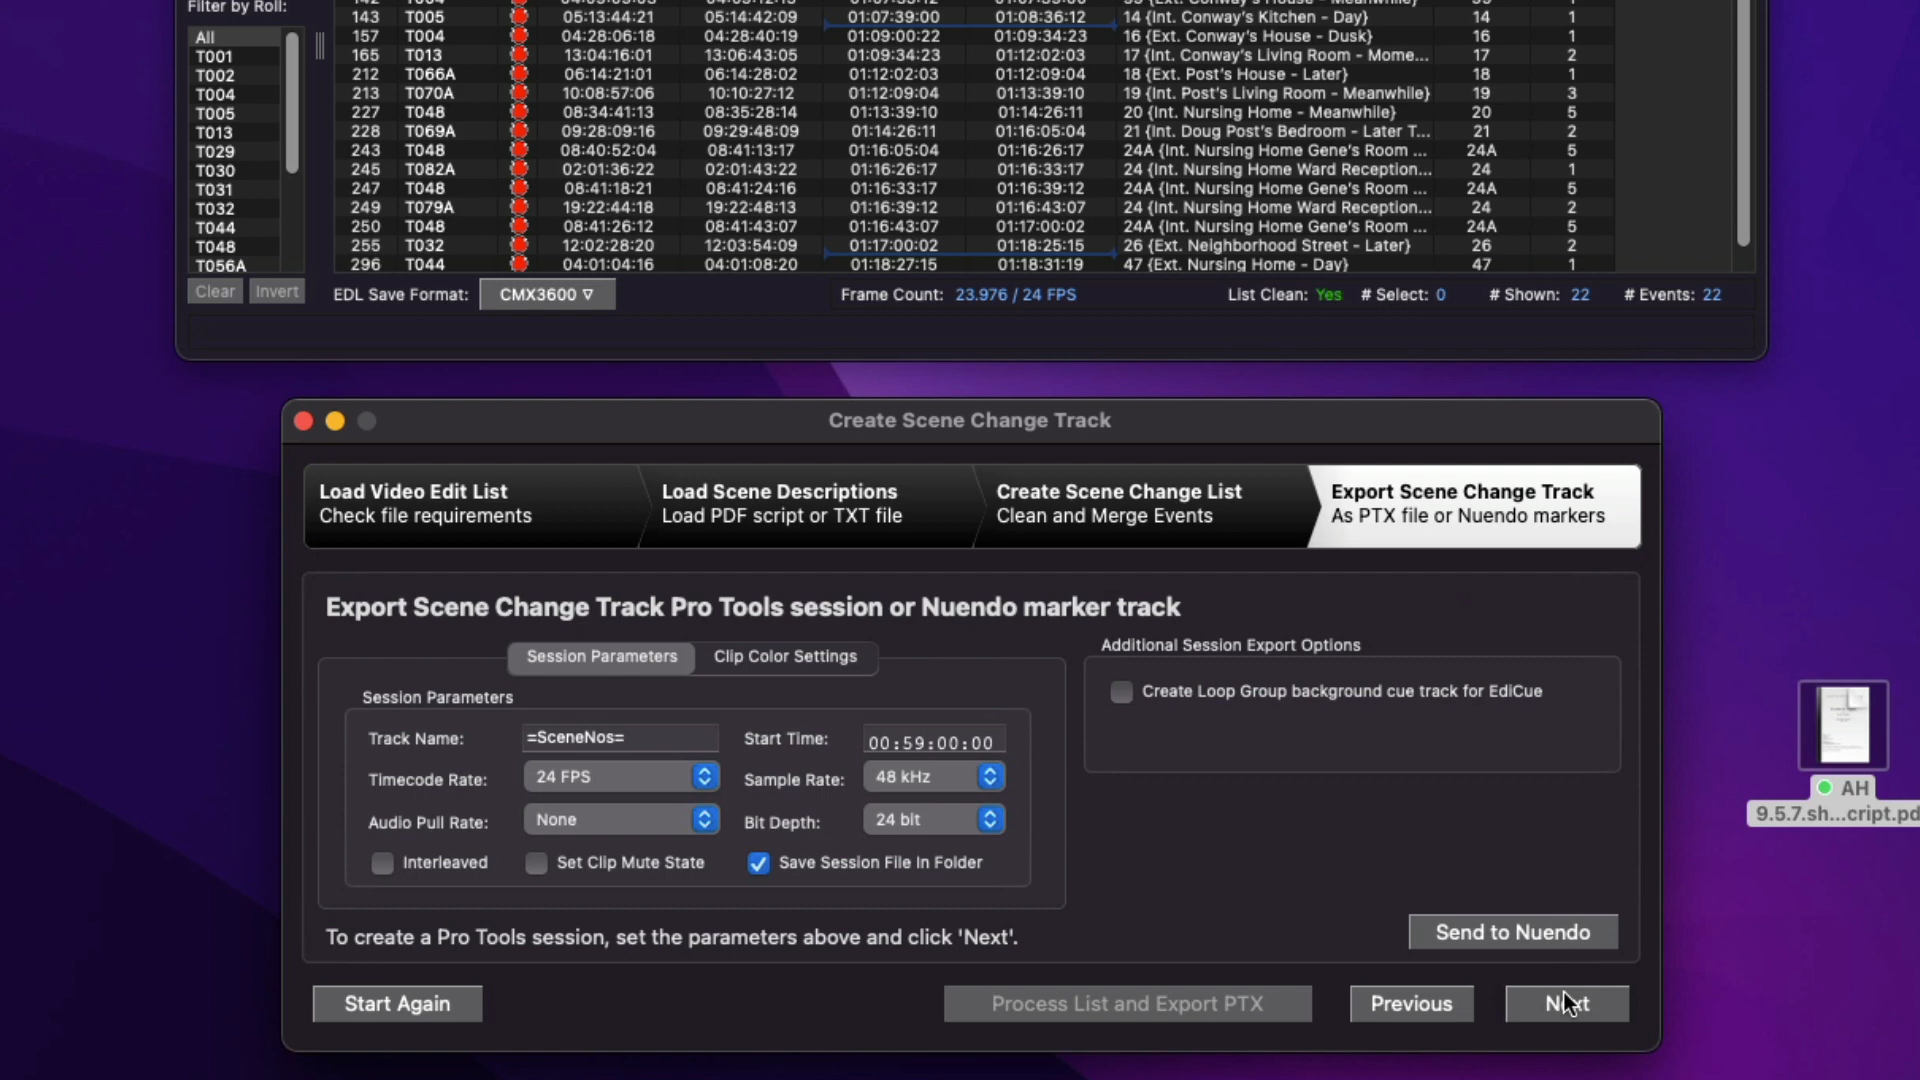 Filter by Roll:
All
T001
T002
T004
T005
T013
T029
T030
T031
T032
T044
T048
T056A
Clear Invert
143 T005 05:13:44:21 05:14:42:09 01:07:39:00 01:08:36:12 14 {Int. Conway's Kitchen - Day} 14 1
157 T004 04:28:06:18 04:28:40:19 01:09:00:22 01:09:34:23 16 {Ext. Conway's House - Dusk} 16 1
165 T013 13:04:16:01 13:06:43:05 01:09:34:23 01:12:02:03 17 {Int. Conway's Living Room - Mome... 17 2
212 T066A 06:14:21:01 06:14:28:02 01:12:02:03 01:12:09:04 18 {Ext. Post's House - Later} 18 1
213 T070A 10:08:57:06 10:10:27:12 01:12:09:04 01:13:39:10 19 {Int. Post's Living Room - Meanwhile} 19 3
227 T048 08:34:41:13 08:35:28:14 01:13:39:10 01:14:26:11 20 {Int. Nursing Home - Meanwhile} 20 5
228 T069A 09:28:09:16 09:29:48:09 01:14:26:11 01:16:05:04 21 {Int. Doug Post's Bedroom - Later T... 21 2
243 T048 08:40:52:04 08:41:13:17 01:16:05:04 01:16:26:17 24A {Int. Nursing Home Gene's Room ... 24A 5
245 T082A 02:01:36:22 02:01:43:22 01:16:26:17 01:16:33:17 24 {Int. Nursing Home Ward Reception... 24 1
247 T048 08:41:18:21 08:41:24:16 01:16:33:17 01:16:39:12 24A {Int. Nursing Home Gene's Room ... 24A 5
249 T079A 19:22:44:18 19:22:48:13 01:16:39:12 01:16:43:07 24 {Int. Nursing Home Ward Reception... 24 2
250 T048 08:41:26:12 08:41:43:07 01:16:43:07 01:17:00:02 24A {Int. Nursing Home Gene's Room ... 24A 5
255 T032 12:02:28:20 12:03:54:09 01:17:00:02 01:18:25:15 26 {Ext. Neighborhood Street - Later} 26 2
296 T044 04:01:04:16 04:01:08:20 01:18:27:15 01:18:31:19 47 {Ext. Nursing Home - Day} 47 1
EDL Save Format: CMX3600 ▽ Frame Count: 23.976 / 24 FPS List Clean: Yes # Select: 0 # Shown: 22 # Events: 22
Create Scene Change Track
Load Video Edit List
Check file requirements
Load Scene Descriptions
Load PDF script or TXT file
Create Scene Change List
Clean and Merge Events
Export Scene Change Track
As PTX file or Nuendo markers
Export Scene Change Track Pro Tools session or Nuendo marker track
Session Parameters Clip Color Settings
Session Parameters
Track Name: =SceneNos= Start Time: 00:59:00:00
Timecode Rate: 24 FPS Sample Rate: 48 kHz
Audio Pull Rate: None Bit Depth: 24 bit
Interleaved Set Clip Mute State Save Session File In Folder
Additional Session Export Options
Create Loop Group background cue track for EdiCue
To create a Pro Tools session, set the parameters above and click 'Next'.
Send to Nuendo
Start Again Process List and Export PTX Previous Next
AH
9.5.7.sh...cript.pd